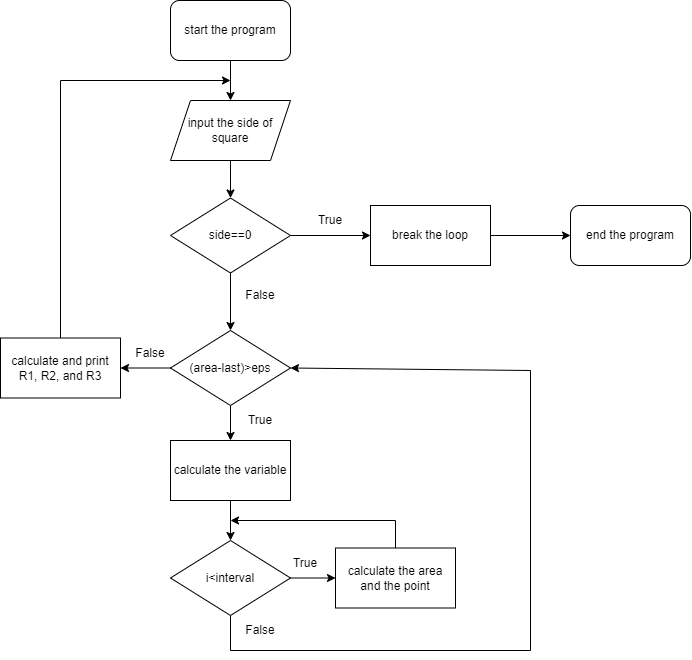 start the program
input the side of
square
side==0
True
break the loop
end the program
False
(area-last)>eps
False
calculate and print
R1, R2, and R3
True
calculate the variable
i<interval
True
calculate the area
and the point
False